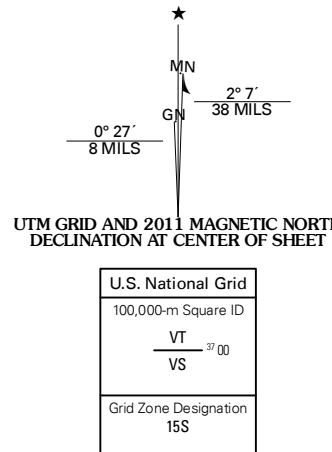 ★
MN
GN
2° 7´
38 MILS
0° 27´
8 MILS
UTM GRID AND 2011 MAGNETIC NORTH
DECLINATION AT CENTER OF SHEET
U.S. National Grid
100,000-m Square ID
VT
37 00
VS
Grid Zone Designation
15S